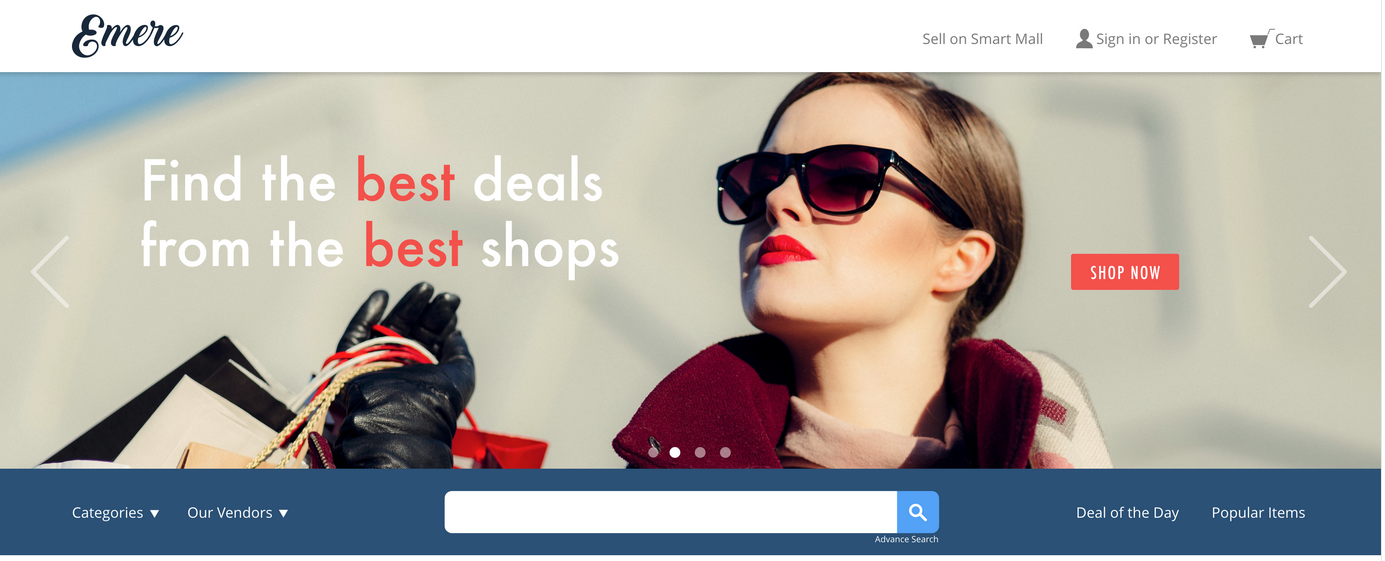 Emere
Sell on Smart Mall
Sign in or Register
Cart
Find the best deals
from the best shops
SHOP NOW
Categories ▼
Our Vendors ▼
Deal of the Day
Popular Items
Advance Search